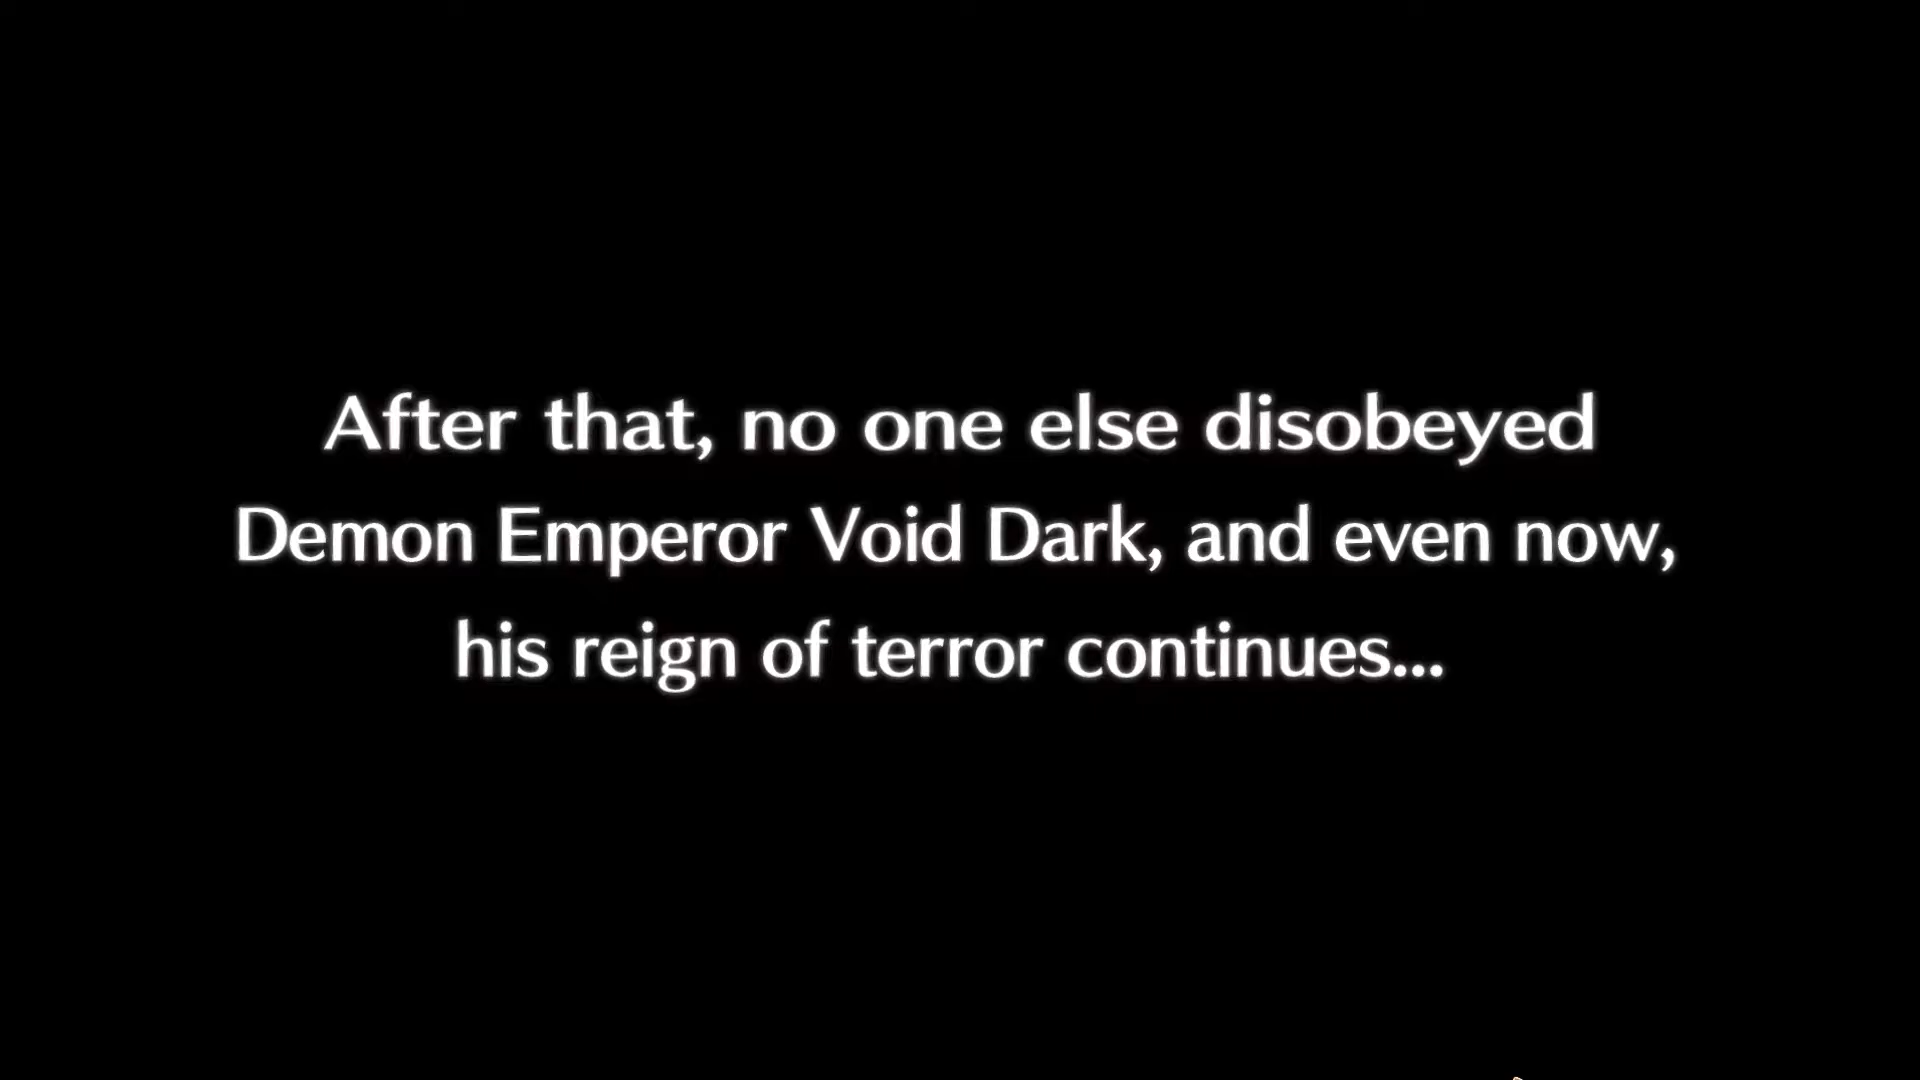 After that, no one else disobeyed
Demon Emperor Void Dark, and even now,
his reign of terror continues...